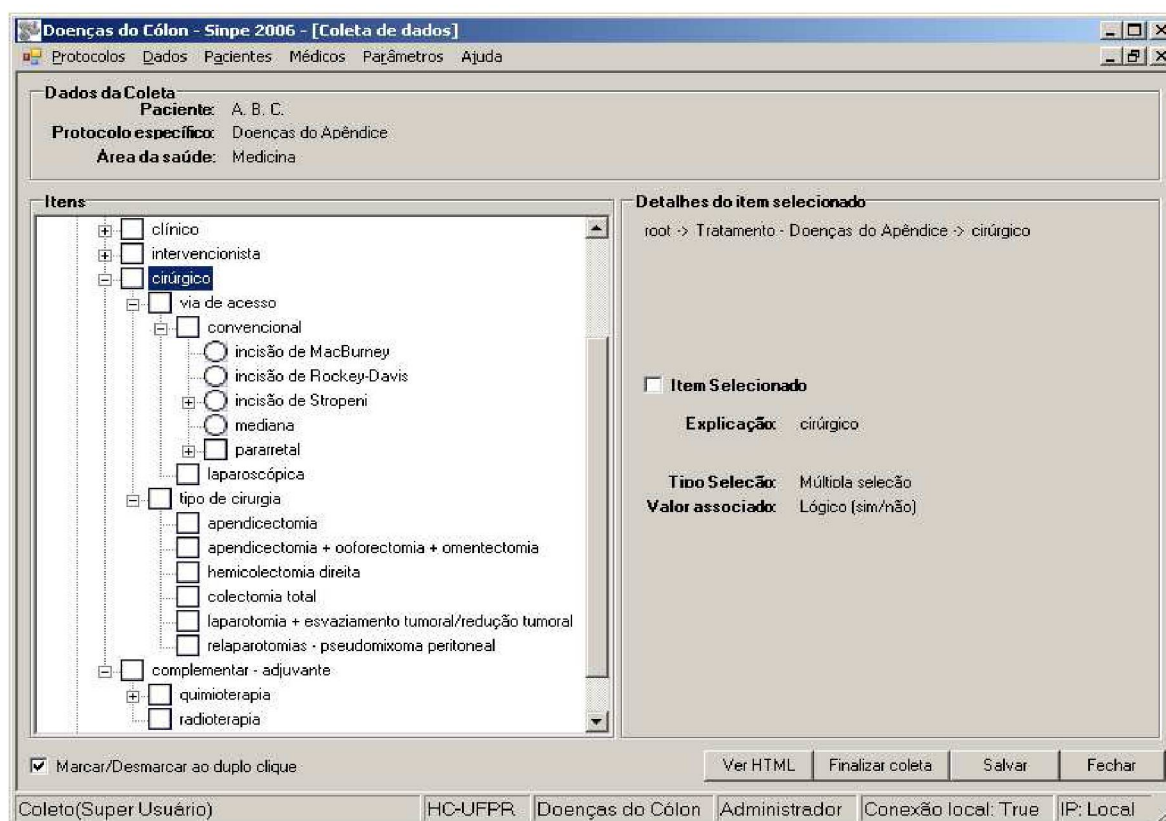 Doenças do Cólon - Sinpe 2006 - [Coleta de dados]
Protocolos Dados Pacientes Médicos Parâmetros Ajuda
Dados da Coleta
Paciente: A. B. C.
Protocolo específico: Doenças do Apêndice
Área da saúde: Medicina
Itens
clínico
intervencionista
cirúrgico
via de acesso
convencional
incisão de MacBurney
incisão de Rockey-Davis
incisão de Stropeni
mediana
pararretal
laparoscópica
tipo de cirurgia
apendicectomia
apendicectomia + ooforectomia + omentectomia
hemicolectomia direita
colectomia total
laparotomia + esvaziamento tumoral/redução tumoral
relaparotomias - pseudomixoma peritoneal
complementar - adjuvante
quimioterapia
radioterapia
Detalhes do item selecionado
root -> Tratamento - Doenças do Apêndice -> cirúrgico
Item Selecionado
Explicação: cirúrgico
Tipo Seleção: Múltipla seleção
Valor associado: Lógico (sim/não)
Marcar/Desmarcar ao duplo clique
Ver HTML Finalizar coleta Salvar Fechar
Coleto(Super Usuário) HC-UFPR Doenças do Cólon Administrador Conexão local: True IP: Local